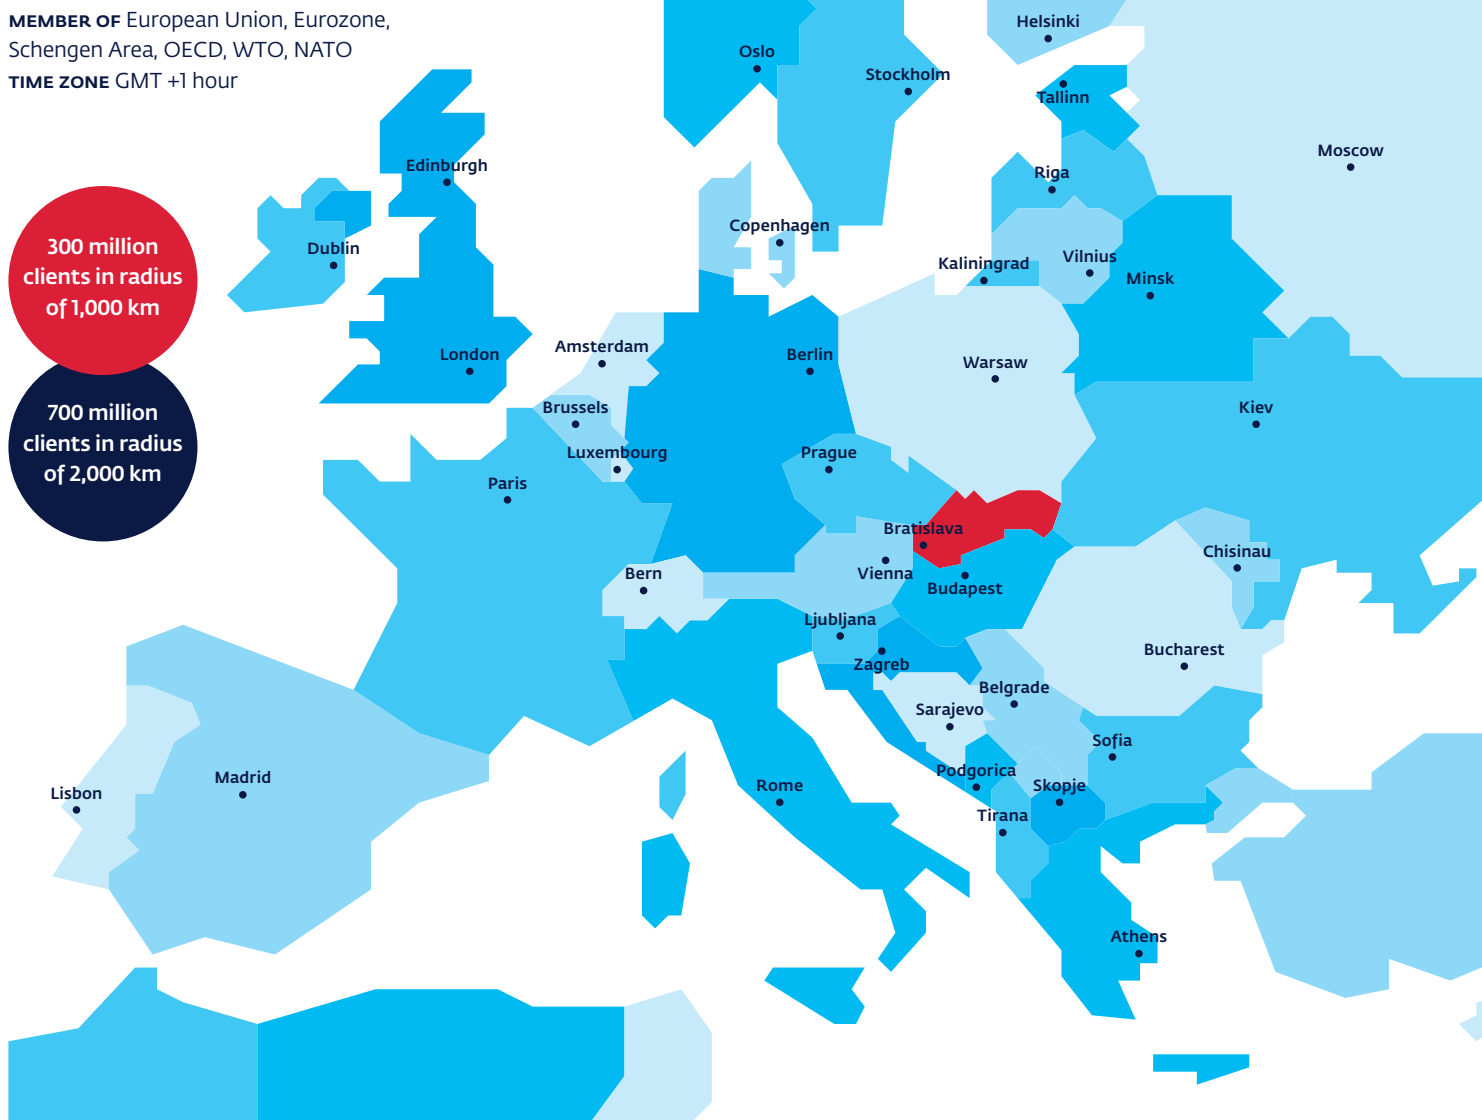 MEMBER OF European Union, Eurozone,
Schengen Area, OECD, WTO, NATO
TIME ZONE GMT +1 hour
300 million
clients in radius
of 1,000 km
700 million
clients in radius
of 2,000 km
Helsinki
Oslo
Stockholm
Tallinn
Moscow
Edinburgh
Riga
Copenhagen
Dublin
Vilnius
Kaliningrad
Minsk
Amsterdam
London
Berlin
Warsaw
Brussels
Kiev
Luxembourg
Prague
Paris
Bratislava
Chisinau
Bern
Vienna
Budapest
Ljubljana
Bucharest
Zagreb
Belgrade
Sarajevo
Sofia
Podgorica
Madrid
Rome
Skopje
Lisbon
Tirana
Athens